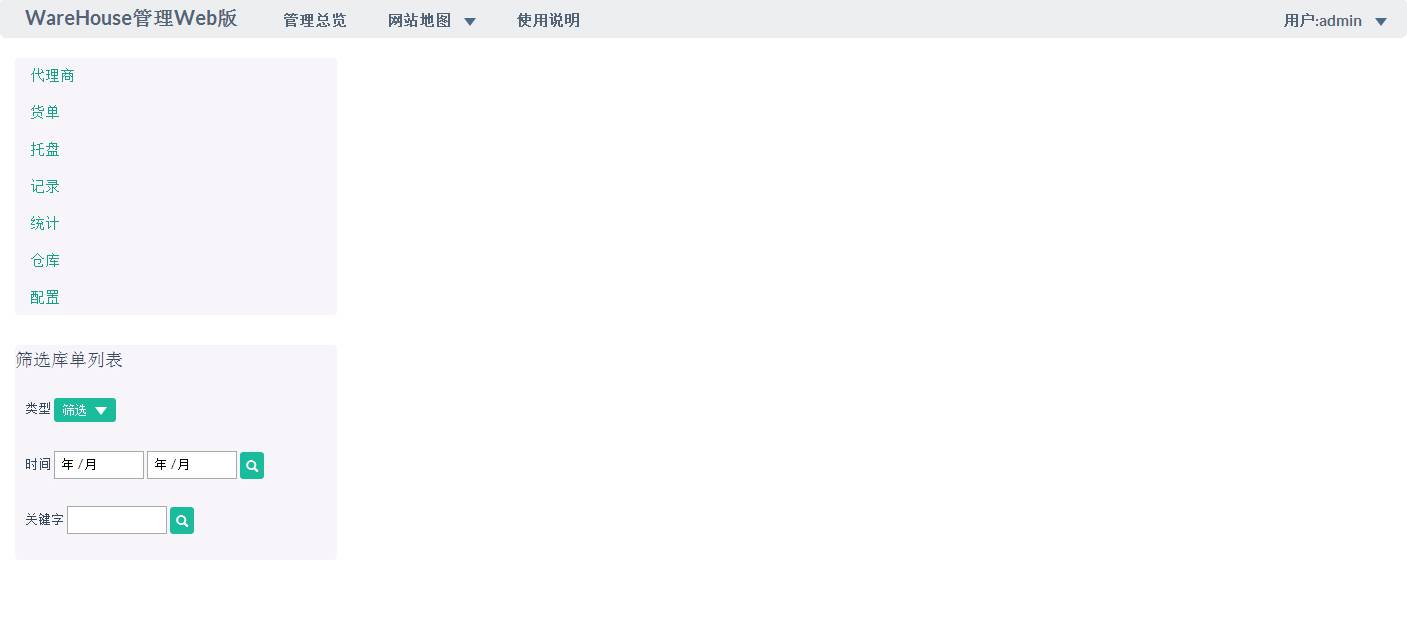 WareHouse管理Web版 管理总览 网站地图 使用说明 用户:admin
代理商
货单
托盘
记录
统计
仓库
配置
筛选库单列表
类型 筛选
时间 年 /月 年 /月
关键字